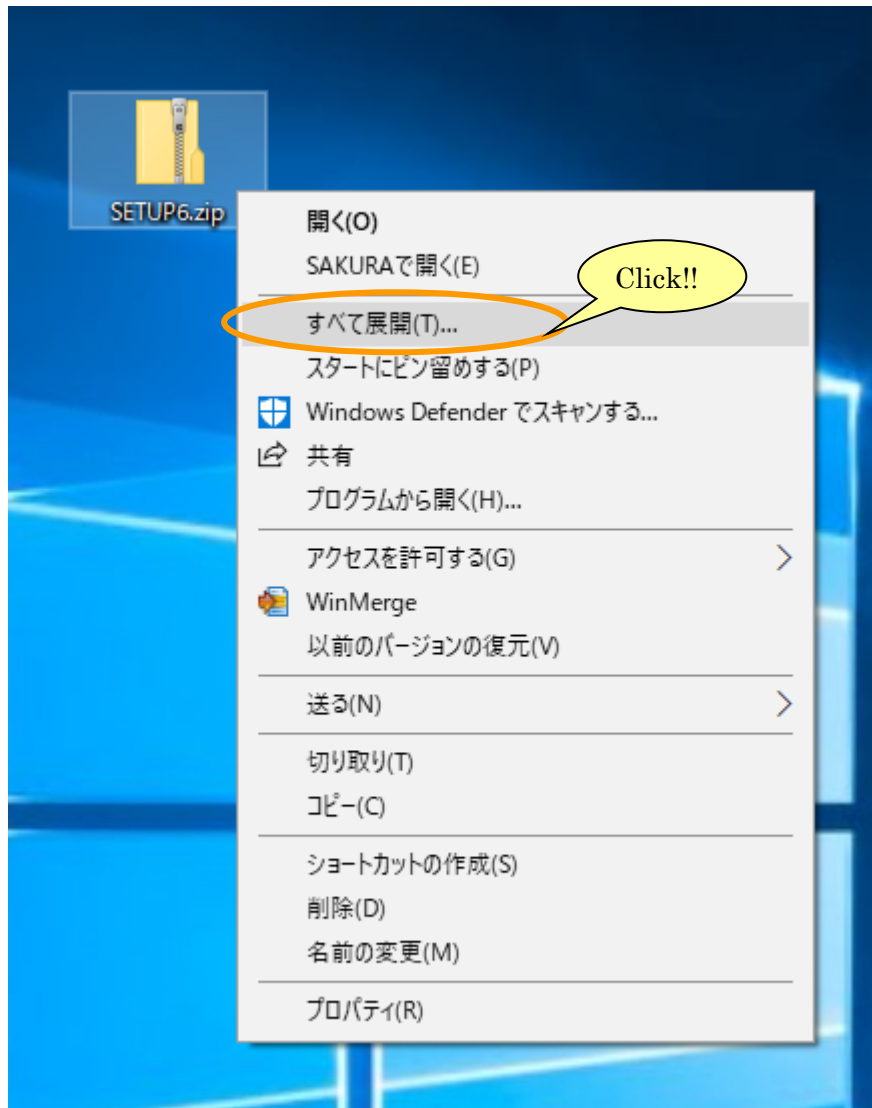 SETUP6.zip
開く(O)
SAKURAで開く(E)
Click!!
すべて展開(T)...
スタートにピン留めする(P)
Windows Defender でスキャンする...
共有
プログラムから開く(H)...
アクセスを許可する(G)
WinMerge
以前のバージョンの復元(V)
送る(N)
切り取り(T)
コピー(C)
ショートカットの作成(S)
削除(D)
名前の変更(M)
プロパティ(R)